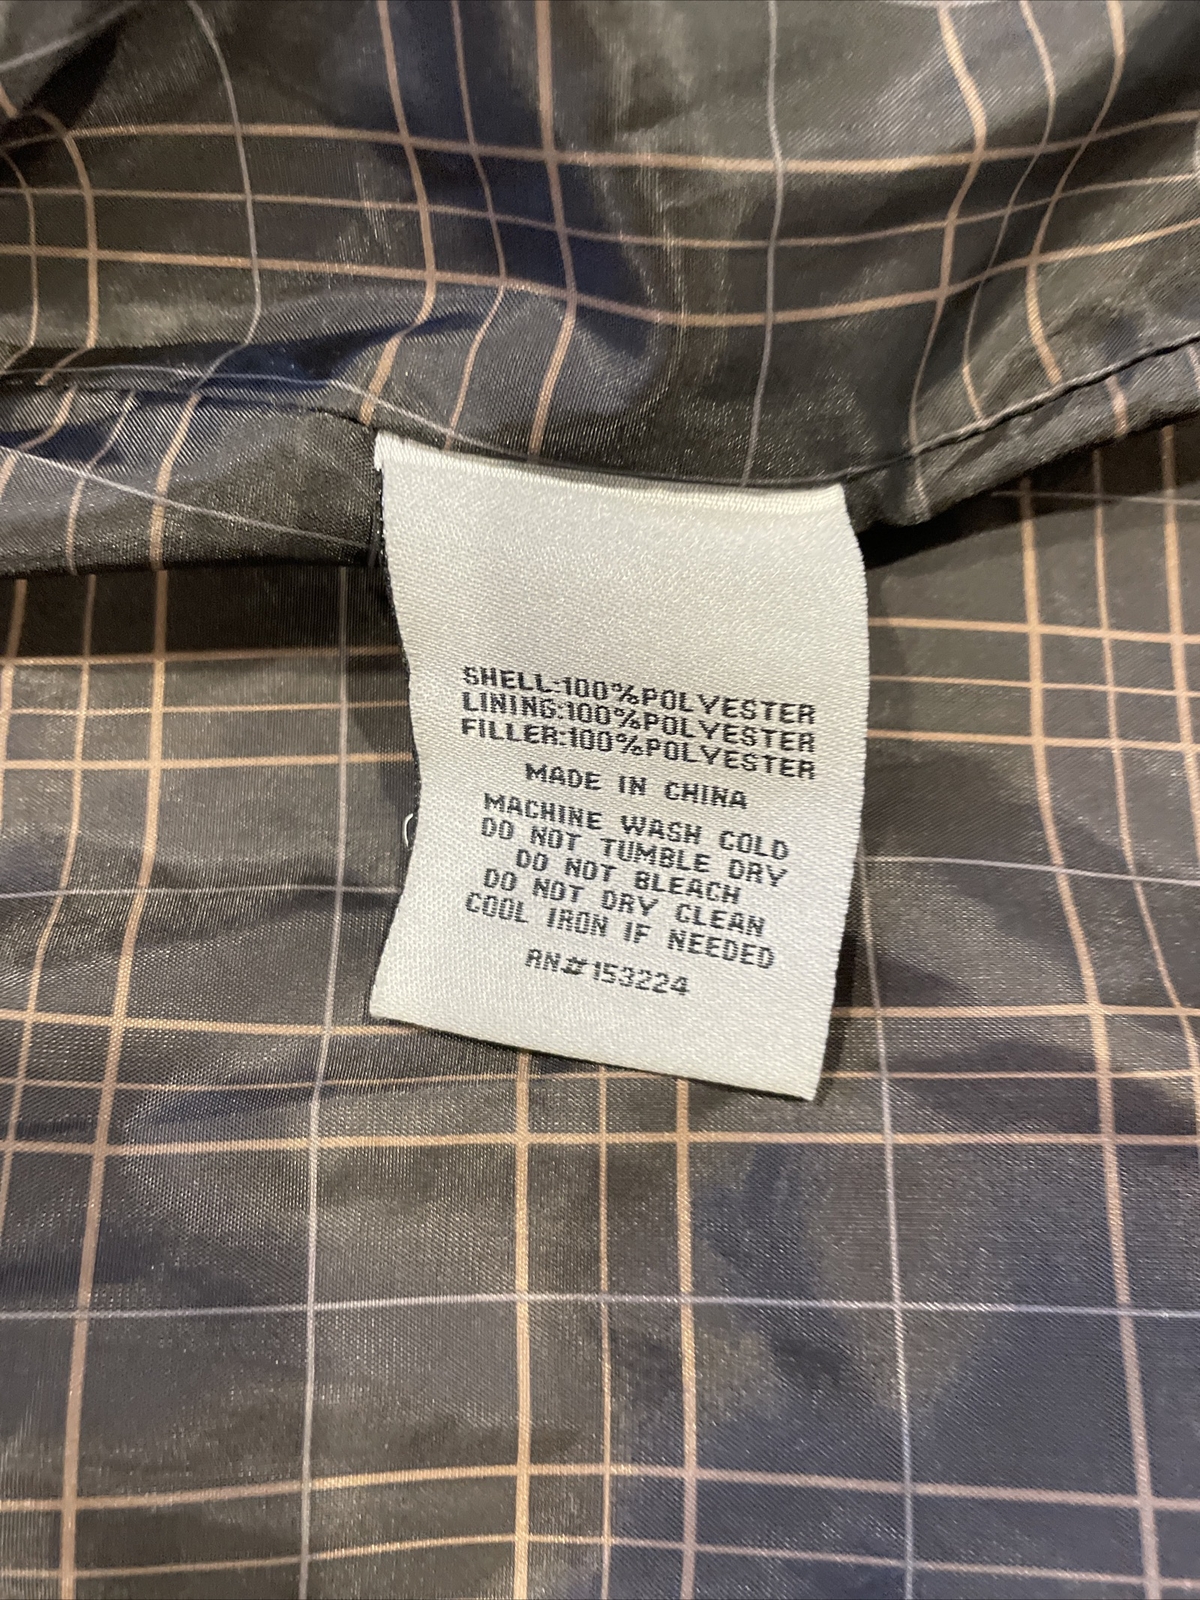 SHELL:100%POLYESTER
LINING:100%POLYESTER
FILLER:100%POLYESTER
MADE IN CHINA
MACHINE WASH COLD
DO NOT TUMBLE DRY
DO NOT BLEACH
DO NOT DRY CLEAN
COOL IRON IF NEEDED
RN#153224